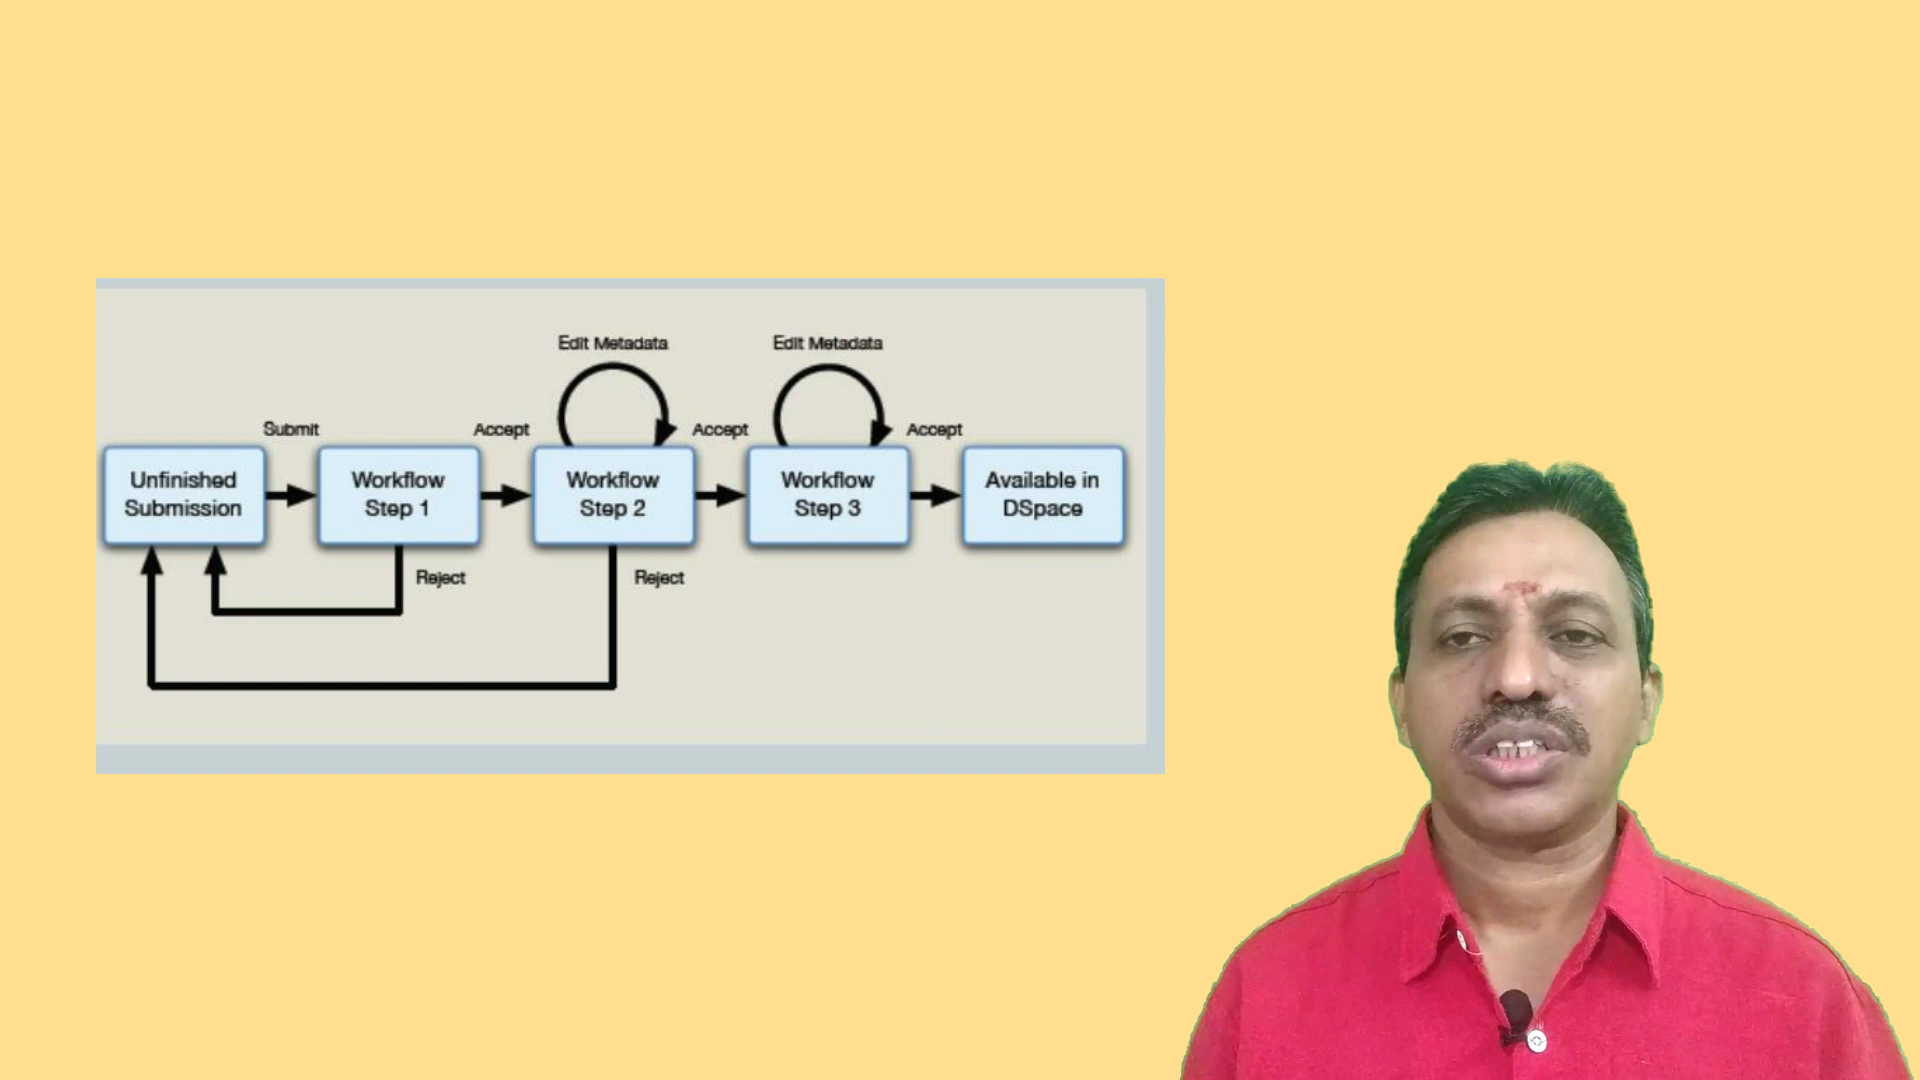 Edit Metadata
Edit Metadata
Submit
Accept
Accept
Accept
Unfinished
Submission
Workflow
Step 1
Workflow
Step 2
Workflow
Step 3
Available in
DSpace
Reject
Reject